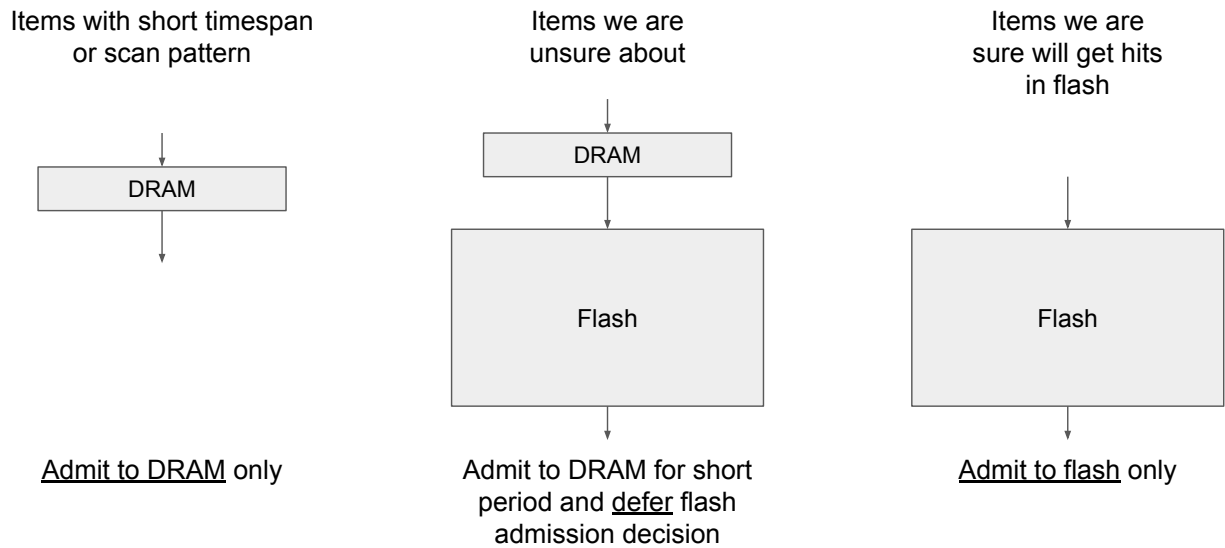 Items with short timespan
or scan pattern
DRAM
Admit to DRAM only
Items we are
unsure about
DRAM
Flash
Admit to DRAM for short
period and defer flash
admission decision
Items we are
sure will get hits
in flash
Flash
Admit to flash only